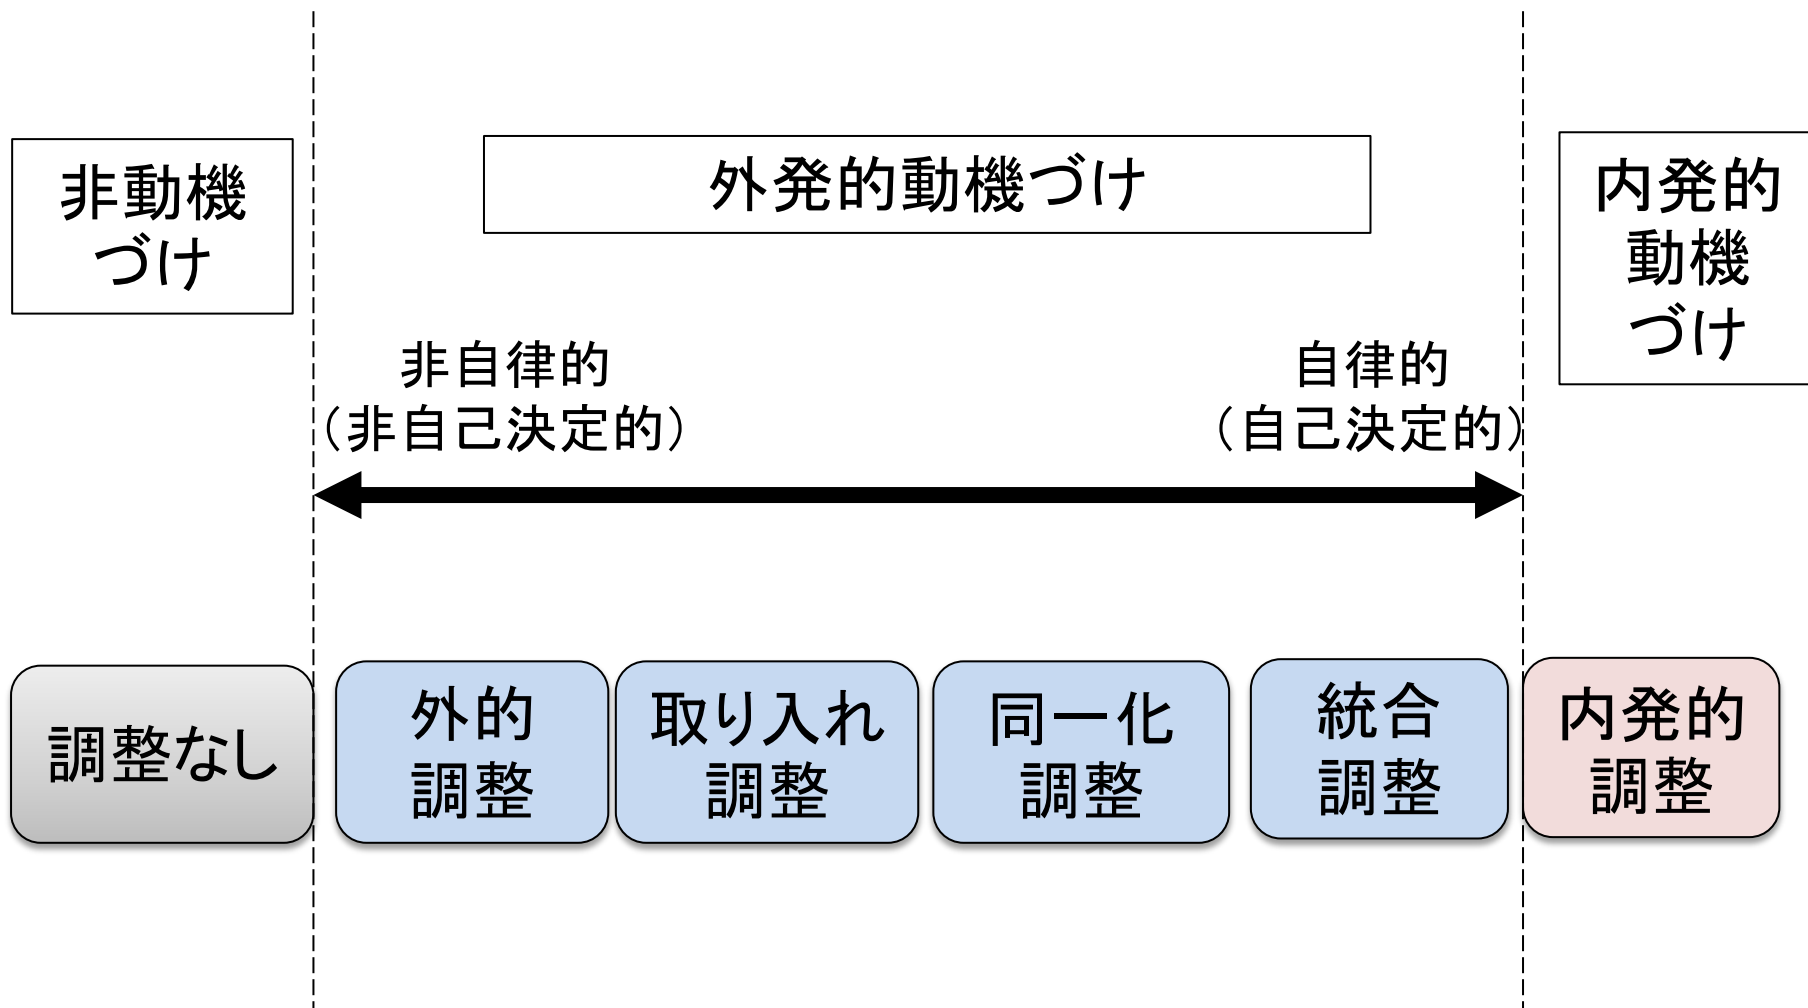 非動機
づけ
外発的動機づけ
内発的
動機
づけ
非自律的
（非自己決定的）
自律的
（自己決定的）
調整なし
外的
調整
取り入れ
調整
同一化
調整
統合
調整
内発的
調整